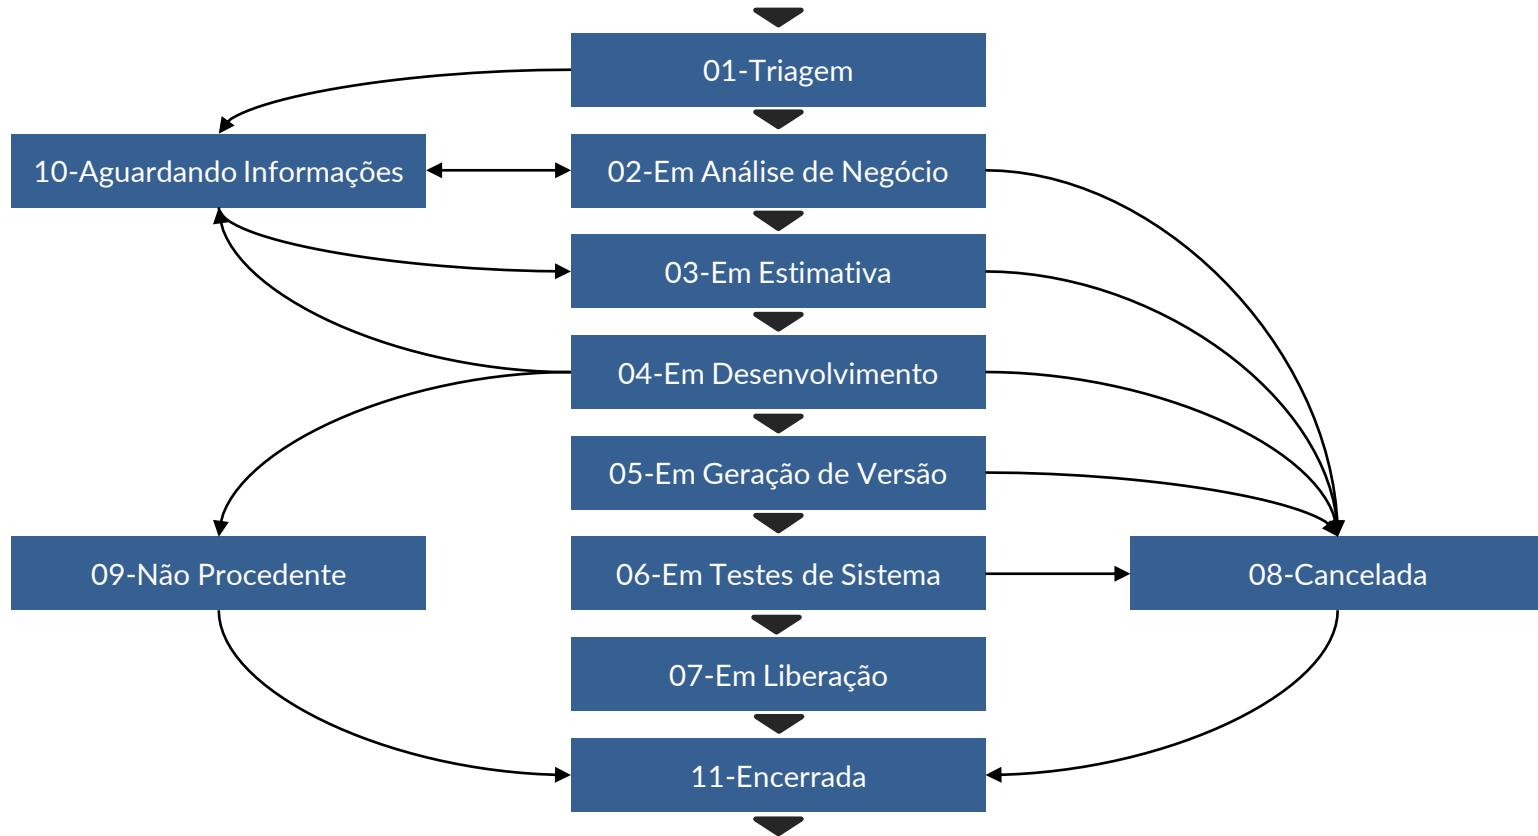 01-Triagem
10-Aguardando Informações
02-Em Análise de Negócio
03-Em Estimativa
04-Em Desenvolvimento
05-Em Geração de Versão
09-Não Procedente
06-Em Testes de Sistema
08-Cancelada
07-Em Liberação
11-Encerrada